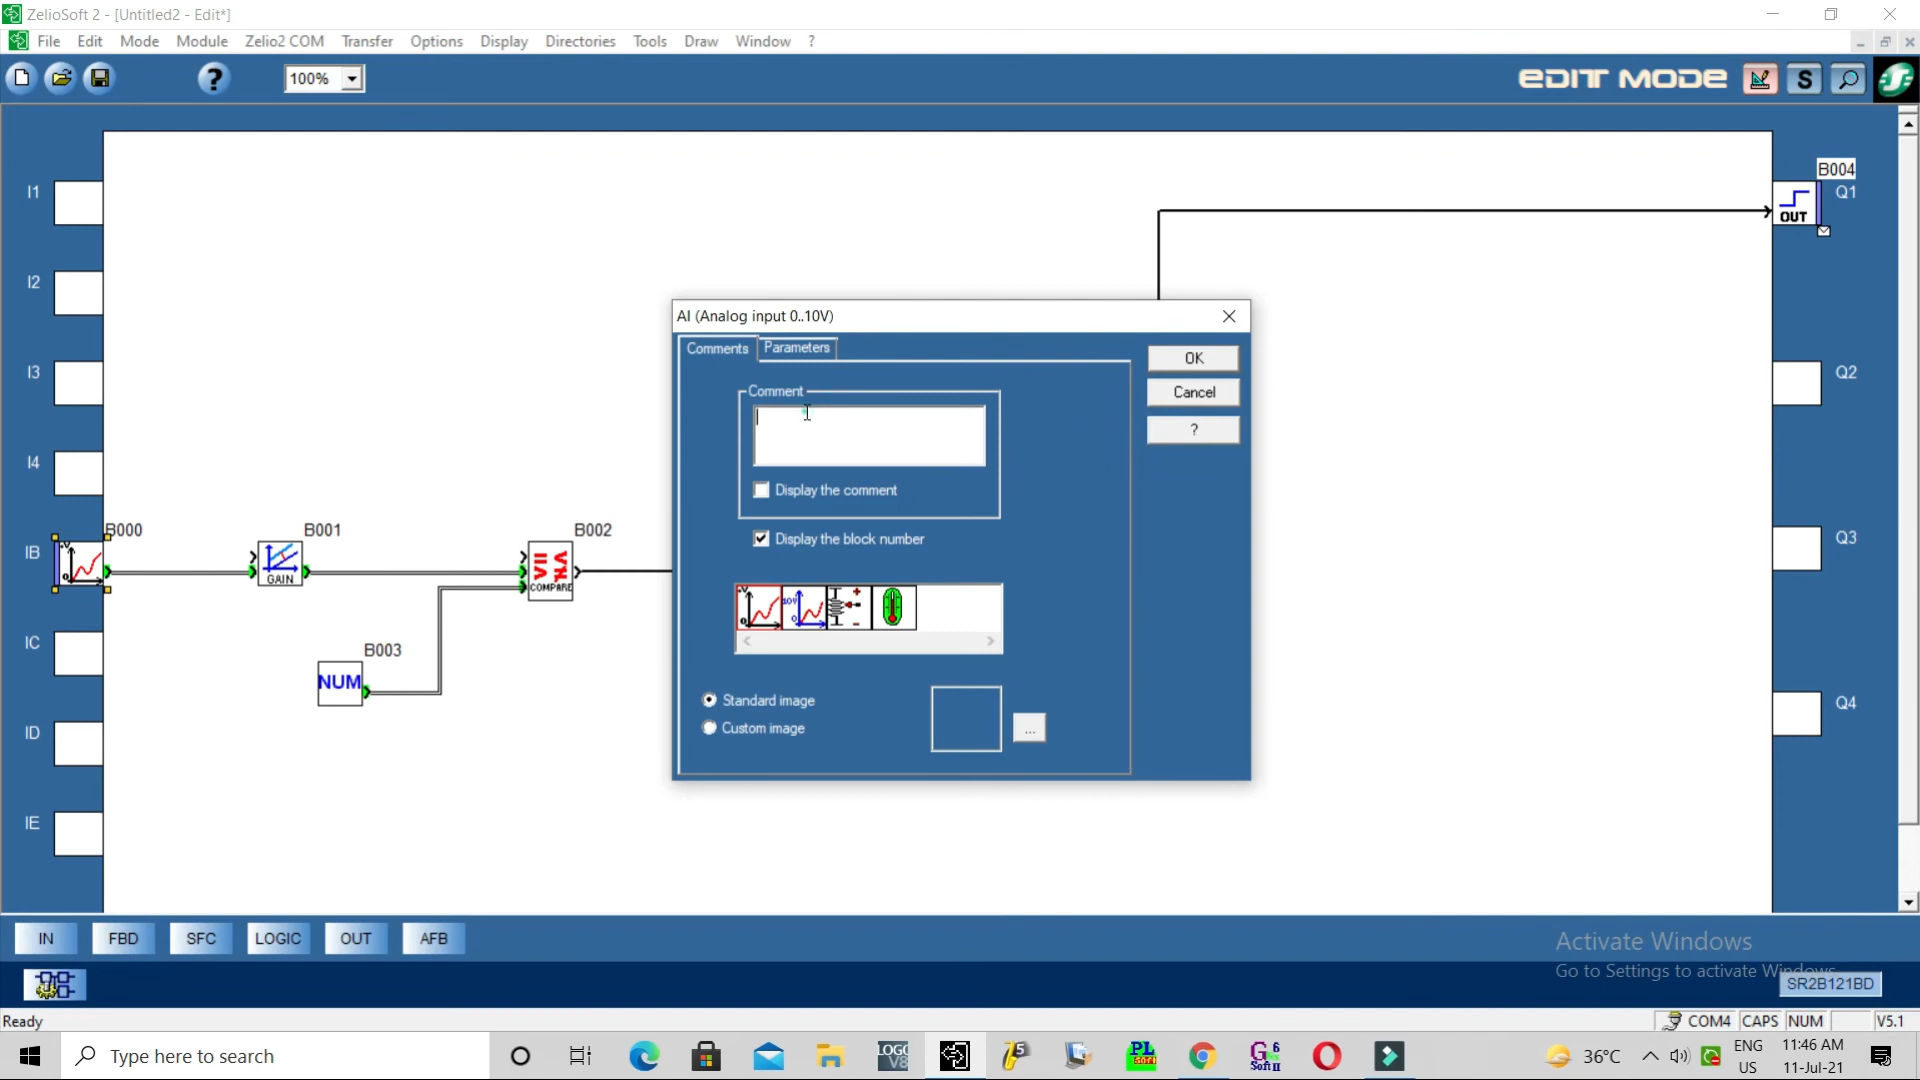 ZelioSoft 2 - [Untitled2 - Edit*]
File Edit Mode Module Zelio2 COM Transfer Options Display Directories Tools Draw Window ?
? 100% EDIT MODE S
B004
I1 Q1
OUT
I2
AI (Analog input 0..10V)
Comments Parameters
OK
I3 Q2
Comment Cancel
?
I4
Display the comment
B000 B001 B002
Display the block number Q3
IB
GAIN COMPARE
10V
IC
B003
NUM
Standard image Q4
Custom image ...
ID
IE
IN FBD SFC LOGIC OUT AFB
Activate Windows
Go to Settings to activate Windows.
SR2B121BD
Ready COM4 CAPS NUM V5.1
Type here to search
36°C ENG 11:46 AM
US 11-Jul-21